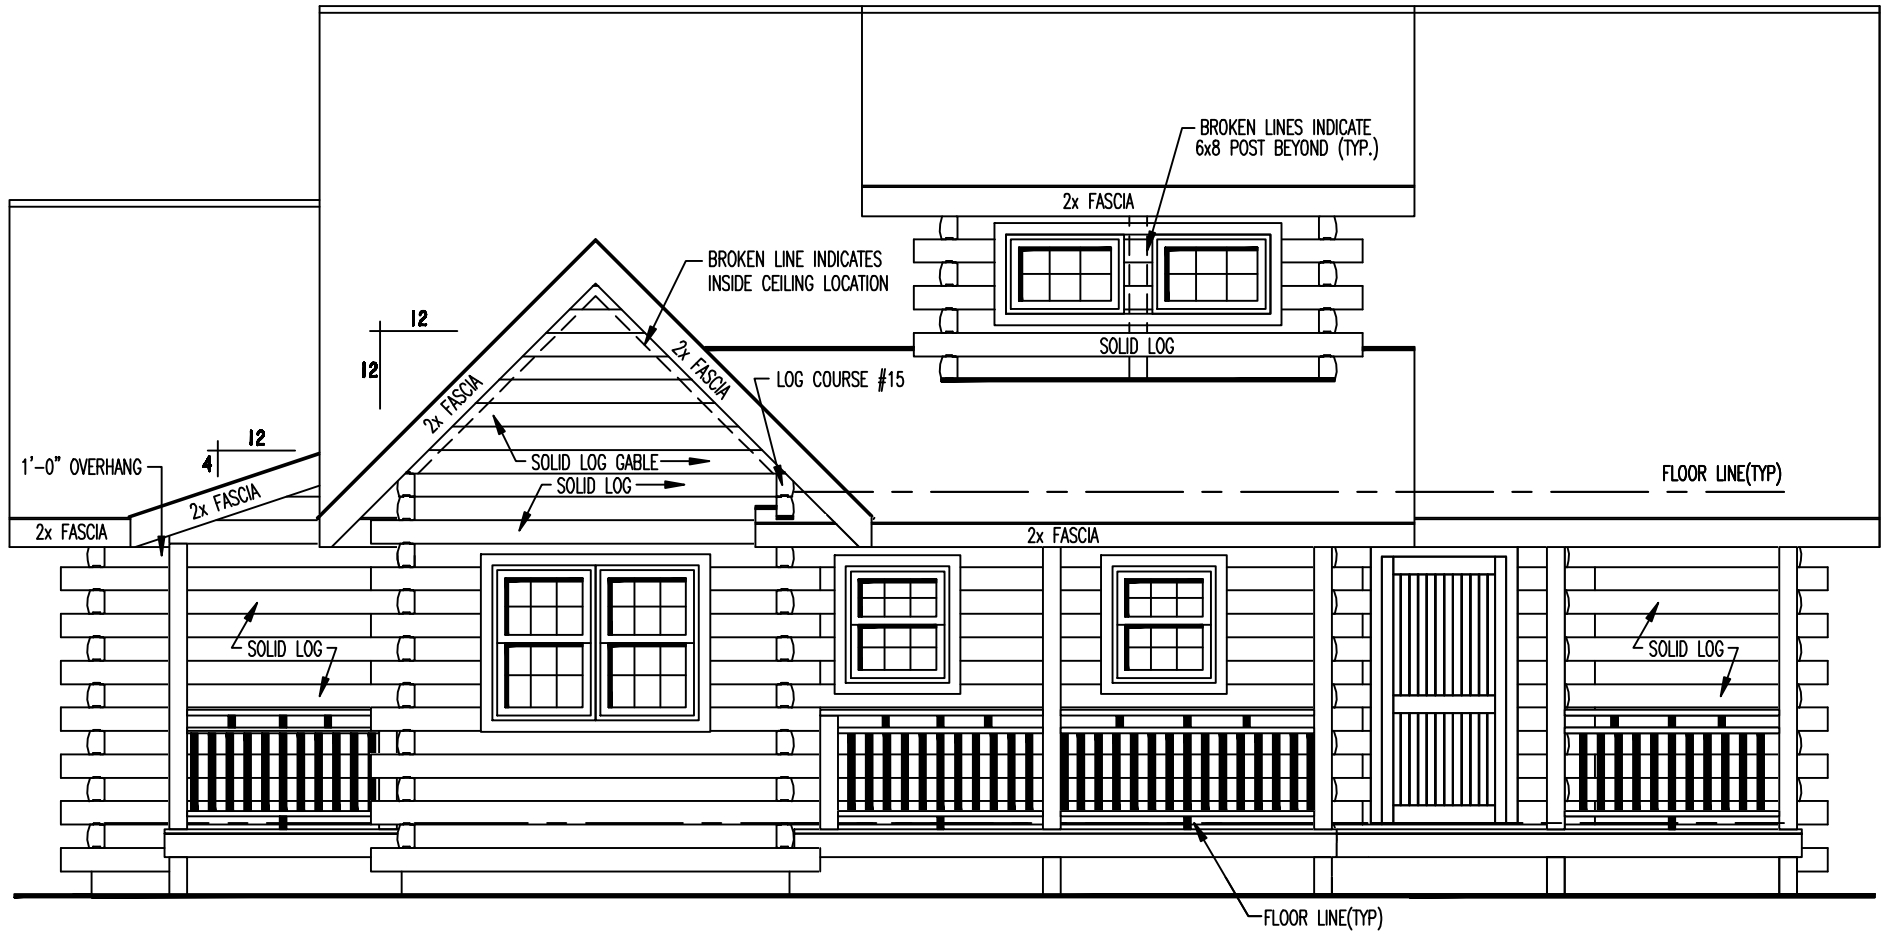 BROKEN LINES INDICATE
6x8 POST BEYOND (TYP.)
2x FASCIA
BROKEN LINE INDICATES
INSIDE CEILING LOCATION
12
12
SOLID LOG
2x FASCIA
2x FASCIA
LOG COURSE #15
12
4
1'-0" OVERHANG
SOLID LOG GABLE
SOLID LOG
FLOOR LINE(TYP)
2x FASCIA
2x FASCIA
2x FASCIA
SOLID LOG
SOLID LOG
FLOOR LINE(TYP)